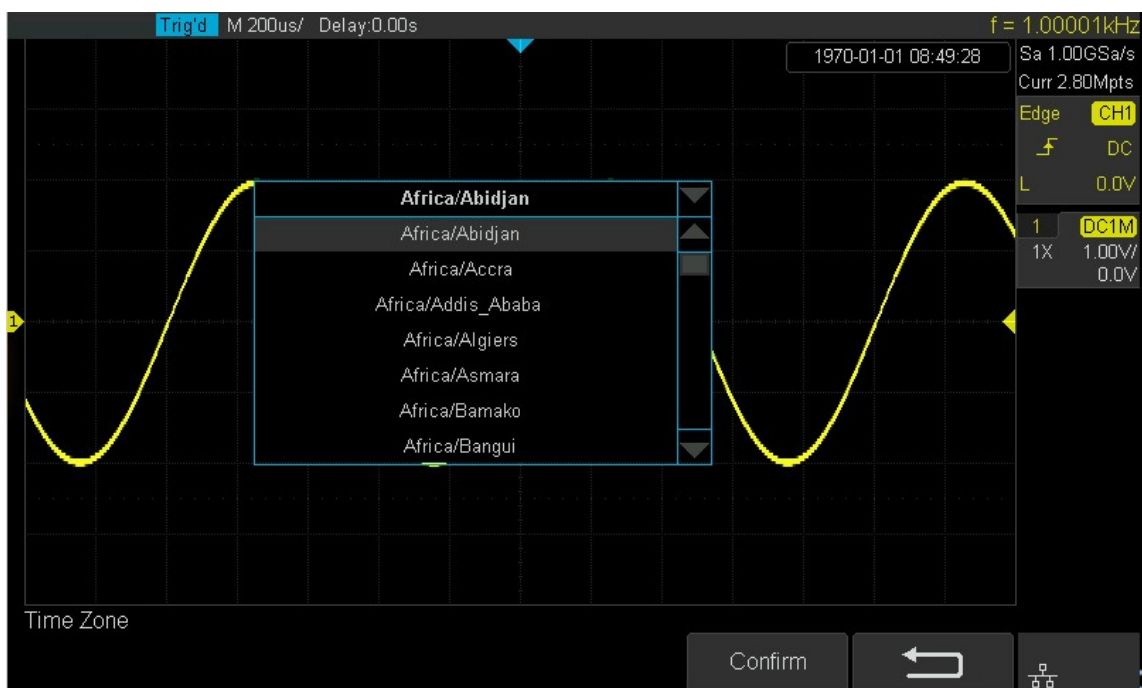 Trig'd M 200us/ Delay:0.00s f = 1.00001kHz
1970-01-01 08:49:28
Sa 1.00GSa/s
Curr 2.80Mpts
Edge CH1
DC
L 0.0V
1 DC1M
1X 1.00V/
0.0V
Africa/Abidjan
Africa/Abidjan
Africa/Accra
Africa/Addis_Ababa
Africa/Algiers
Africa/Asmara
Africa/Bamako
Africa/Bangui
1
Time Zone
Confirm